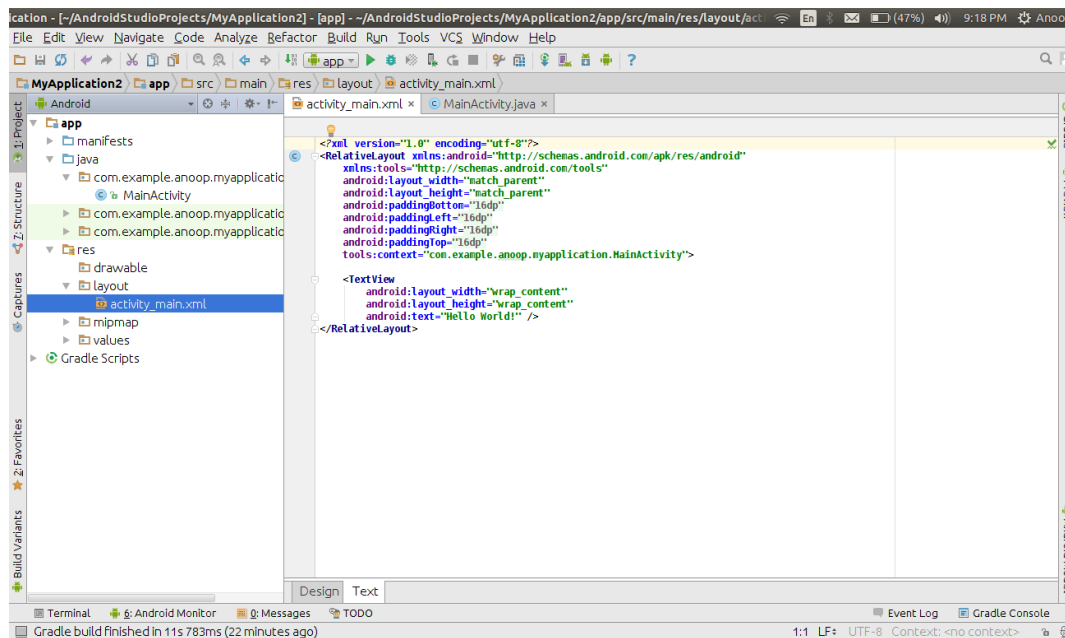 ication - [~/AndroidStudioProjects/MyApplication2] - [app] - ~/AndroidStudioProjects/MyApplication2/app/src/main/res/layout/act En (47%) 9:18 PM Anoo
File Edit View Navigate Code Analyze Refactor Build Run Tools VCS Window Help
app
MyApplication2 app src main res layout activity_main.xml
Android
activity_main.xml × MainActivity.java ×
1: Project
Z: Structure
Captures
2: Favorites
Build Variants
app
manifests
java
com.example.anoop.myapplicatio
MainActivity
com.example.anoop.myapplicatio
com.example.anoop.myapplicatio
res
drawable
layout
activity_main.xml
mipmap
values
Gradle Scripts
<?xml version="1.0" encoding="utf-8"?>
<RelativeLayout xmlns:android="http://schemas.android.com/apk/res/android"
xmlns:tools="http://schemas.android.com/tools"
android:layout_width="match_parent"
android:layout_height="match_parent"
android:paddingBottom="16dp"
android:paddingLeft="16dp"
android:paddingRight="16dp"
android:paddingTop="16dp"
tools:context="com.example.anoop.myapplication.MainActivity">
<TextView
android:layout_width="wrap_content"
android:layout_height="wrap_content"
android:text="Hello World!" />
</RelativeLayout>
Design Text
Terminal 6: Android Monitor 0: Messages TODO Event Log Gradle Console
Gradle build finished in 11s 783ms (22 minutes ago) 1:1 LF÷ UTF-8 Context: <no context>